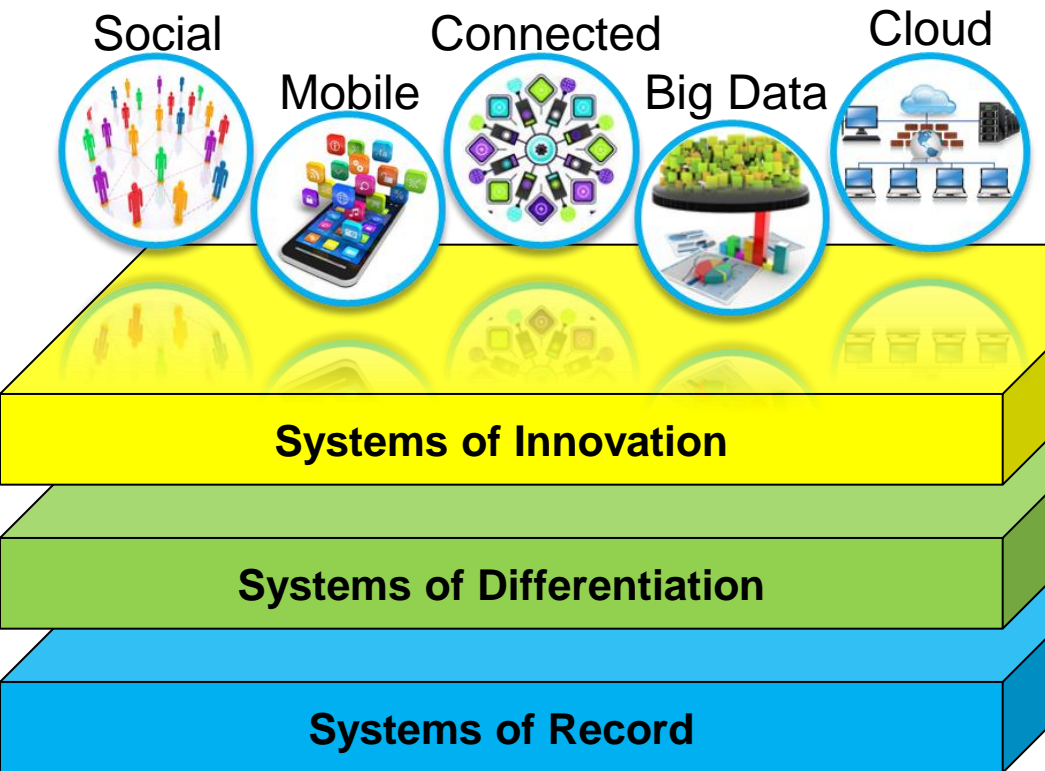 Social
Connected
Cloud
Mobile
Big Data
Systems of Innovation
Systems of Differentiation
Systems of Record